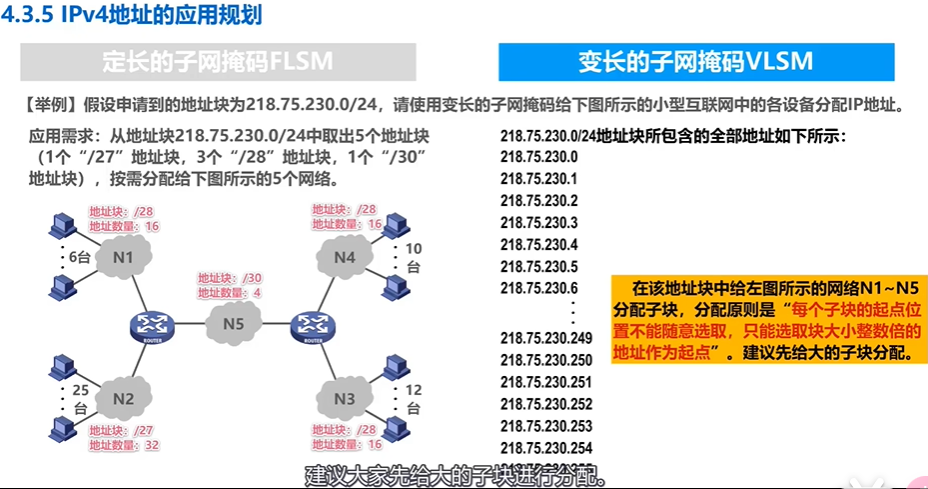 4.3.5 IPv4地址的应用规划
定长的子网掩码FLSM
变长的子网掩码VLSM
【举例】假设申请到的地址块为218.75.230.0/24，请使用变长的子网掩码给下图所示的小型互联网中的各设备分配IP地址。
应用需求：从地址块218.75.230.0/24中取出5个地址块
（1个“/27”地址块，3个“/28”地址块，1个“/30”
地址块），按需分配给下图所示的5个网络。
地址块：/28
地址数量：16
6台
N1
地址块：/28
地址数量：16
N4
10
台
地址块：/30
地址数量：4
N5
ROUTER
ROUTER
25
台
N2
地址块：/27
地址数量：32
N3
12
台
地址块：/28
地址数量：16
218.75.230.0/24地址块所包含的全部地址如下所示：
218.75.230.0
218.75.230.1
218.75.230.2
218.75.230.3
218.75.230.4
218.75.230.5
218.75.230.6
218.75.230.249
218.75.230.250
218.75.230.251
218.75.230.252
218.75.230.253
218.75.230.254
在该地址块中给左图所示的网络N1~N5
分配子块，分配原则是“每个子块的起点位
置不能随意选取，只能选取块大小整数倍的
地址作为起点”。建议先给大的子块分配。
建议大家先给大的子块进行分配。